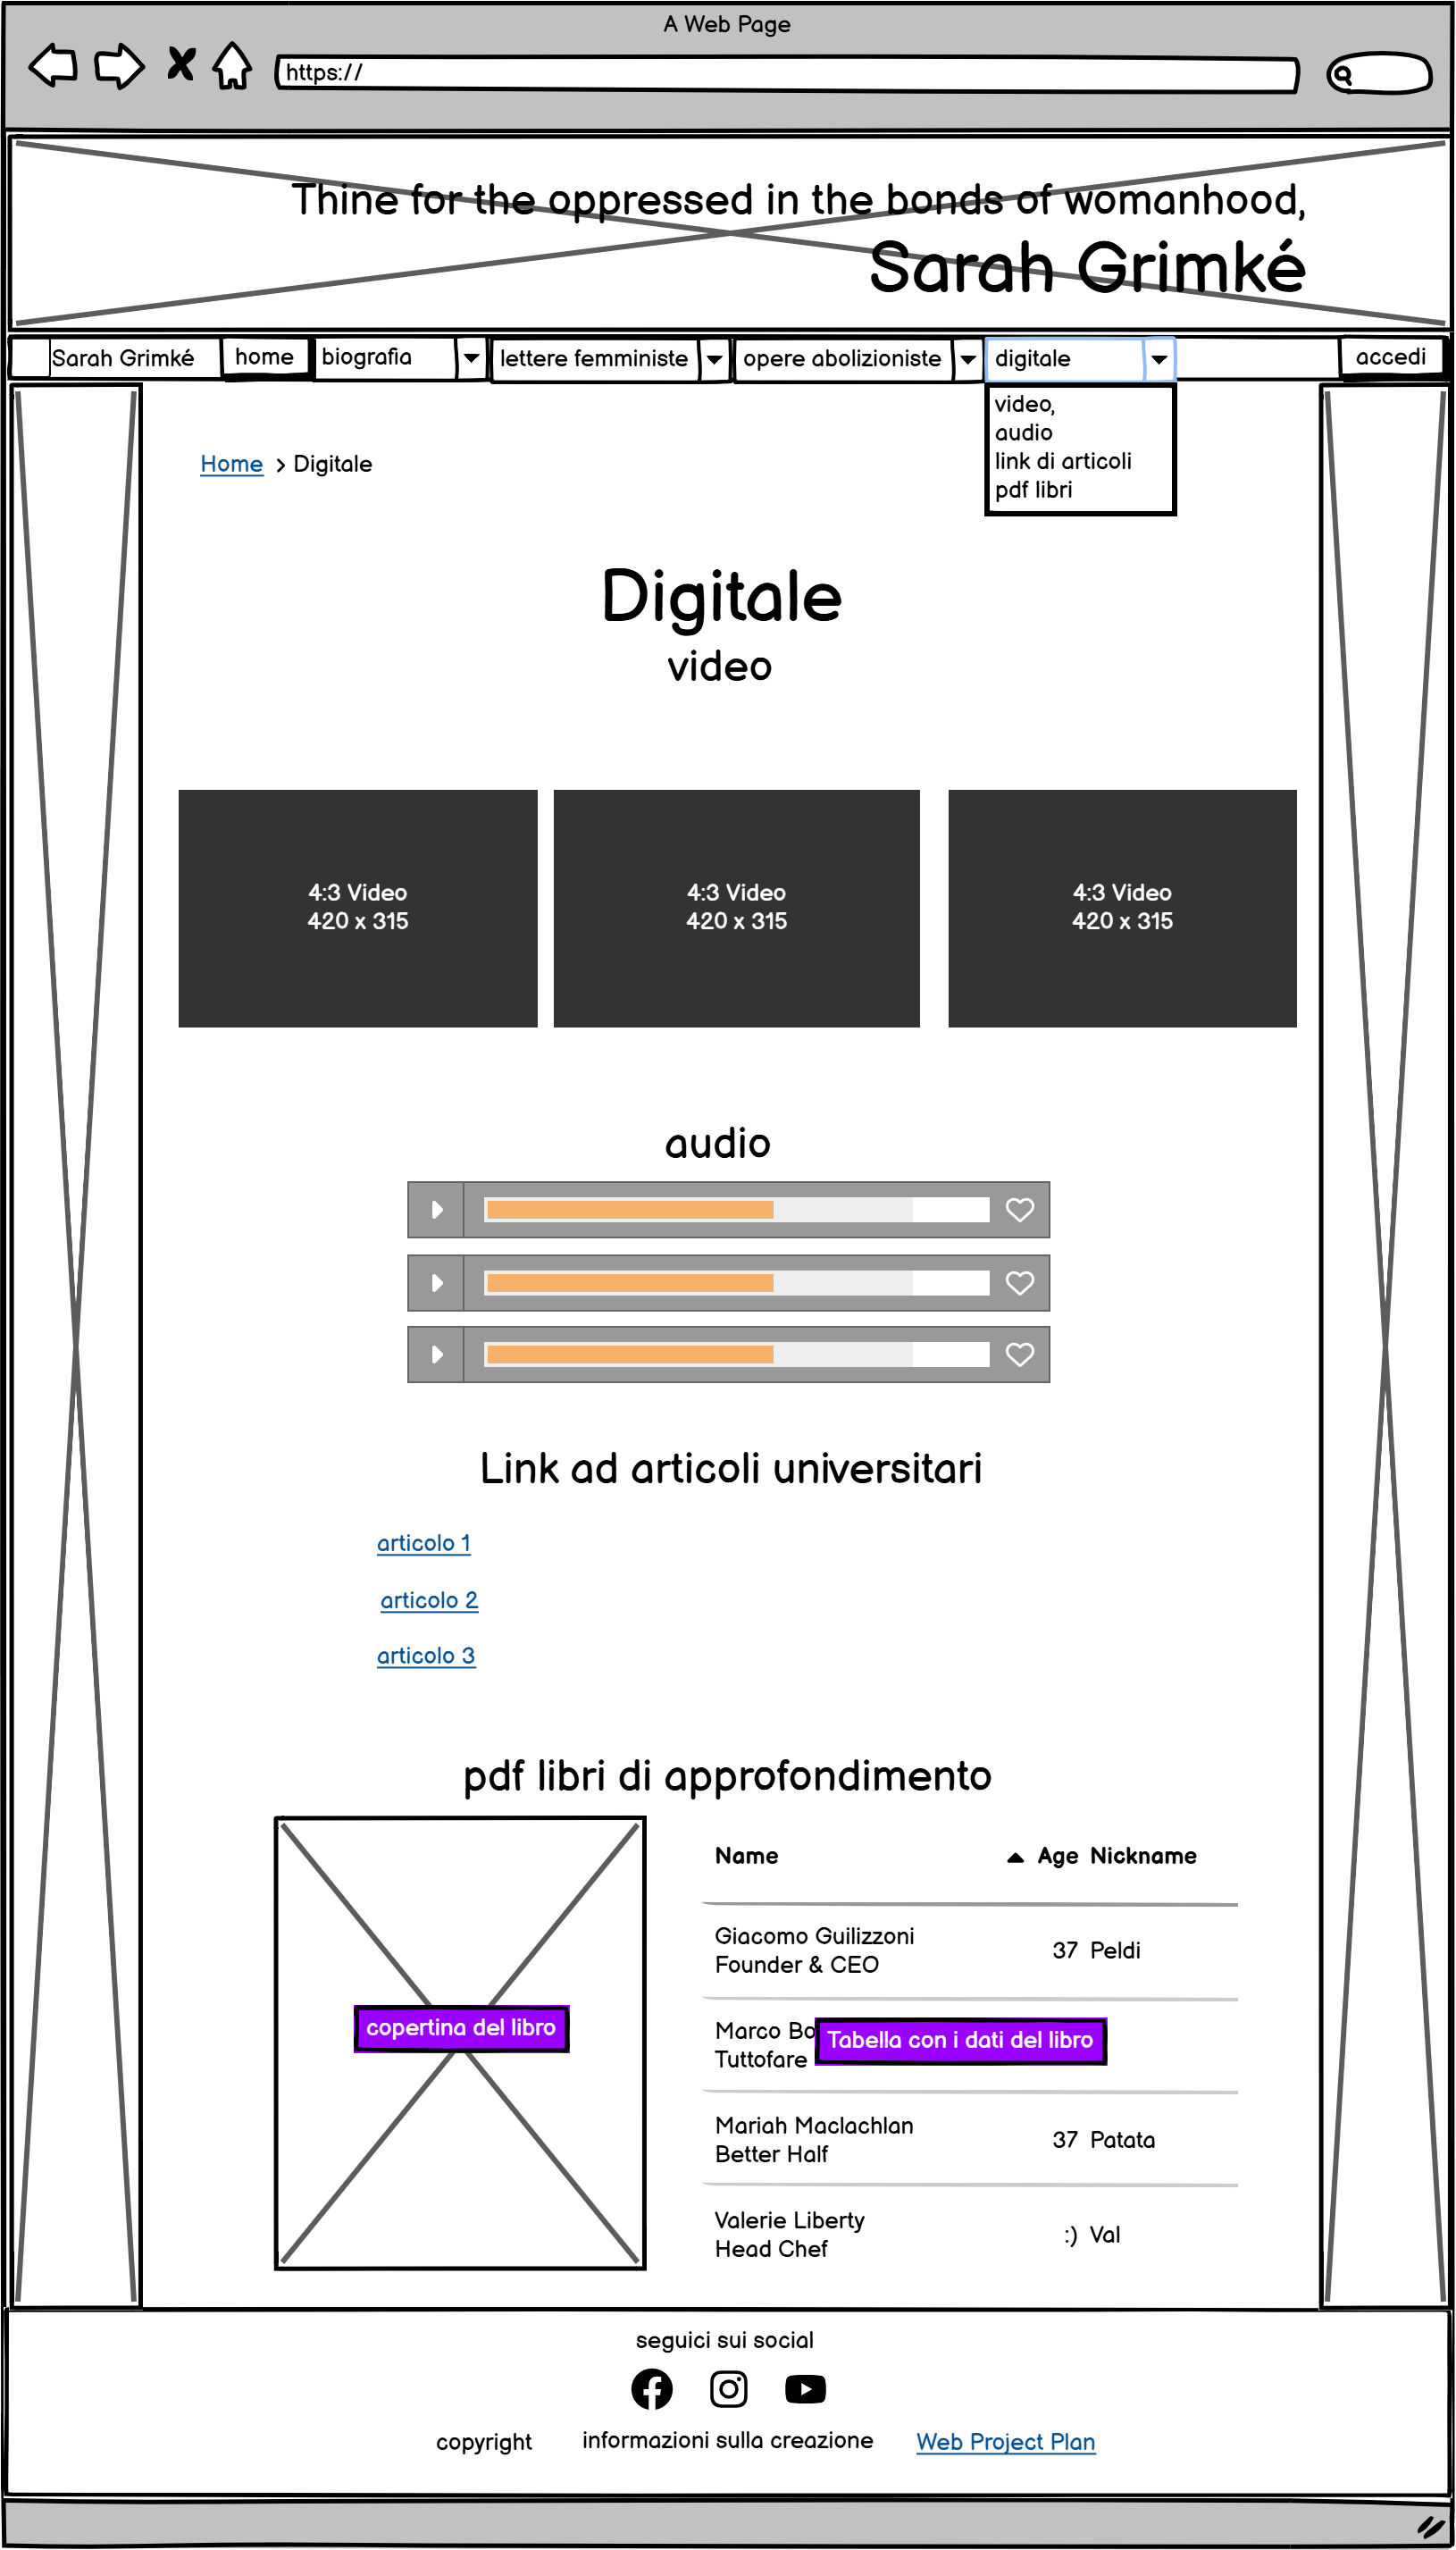 A Web Page
https://
Thine for the oppressed in the bonds of womanhood,
Sarah Grimké
Sarah Grimké home biografia lettere femministe opere abolizioniste digitale accedi
video,
audio
link di articoli
pdf libri
Home > Digitale
Digitale
video
4:3 Video 4:3 Video 4:3 Video
420 x 315 420 x 315 420 x 315
audio
Link ad articoli universitari
articolo 1
articolo 2
articolo 3
pdf libri di approfondimento
Name Age Nickname
Giacomo Guilizzoni
Founder & CEO
37 Peldi
copertina del libro
Marco Bo
Tuttofare
Tabella con i dati del libro
Mariah Maclachlan
Better Half
37 Patata
Valerie Liberty
Head Chef
:) Val
seguici sui social
copyright informazioni sulla creazione Web Project Plan